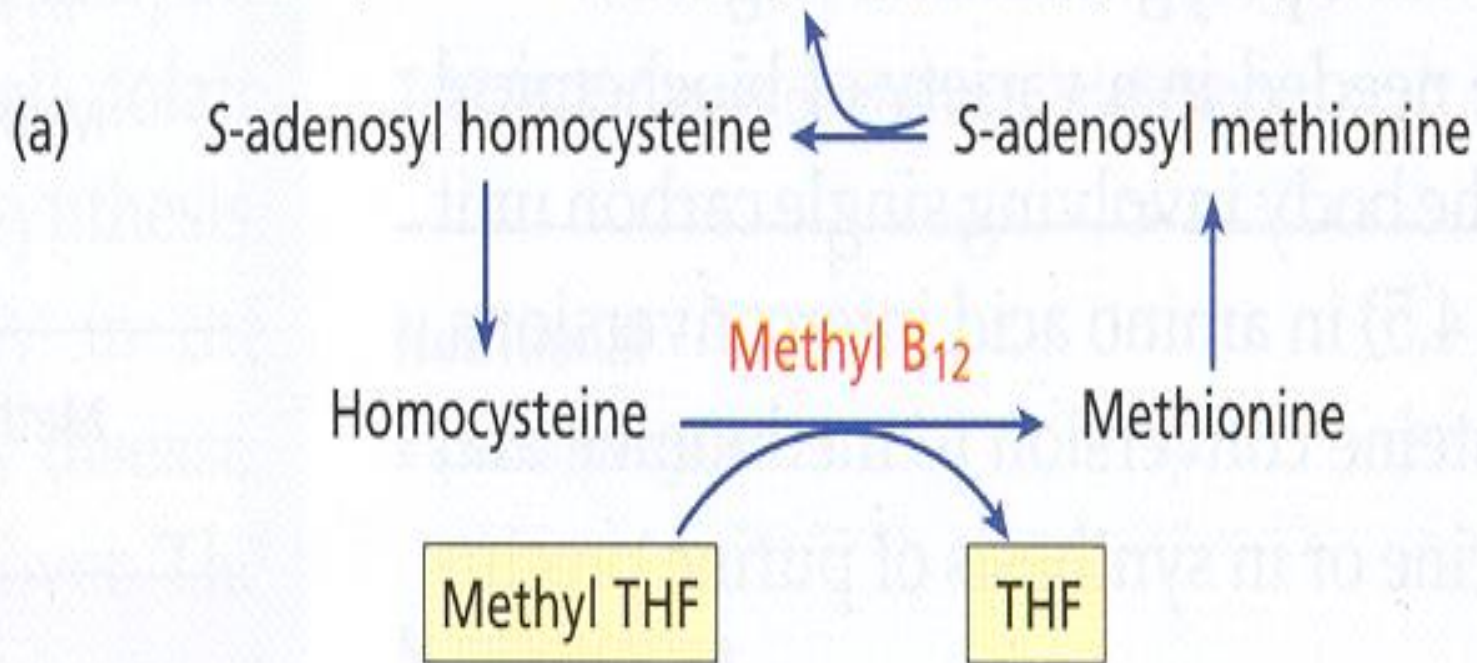 (a) S-adenosyl homocysteine S-adenosyl methionine
Methyl B₁₂
Homocysteine Methionine
Methyl THF THF